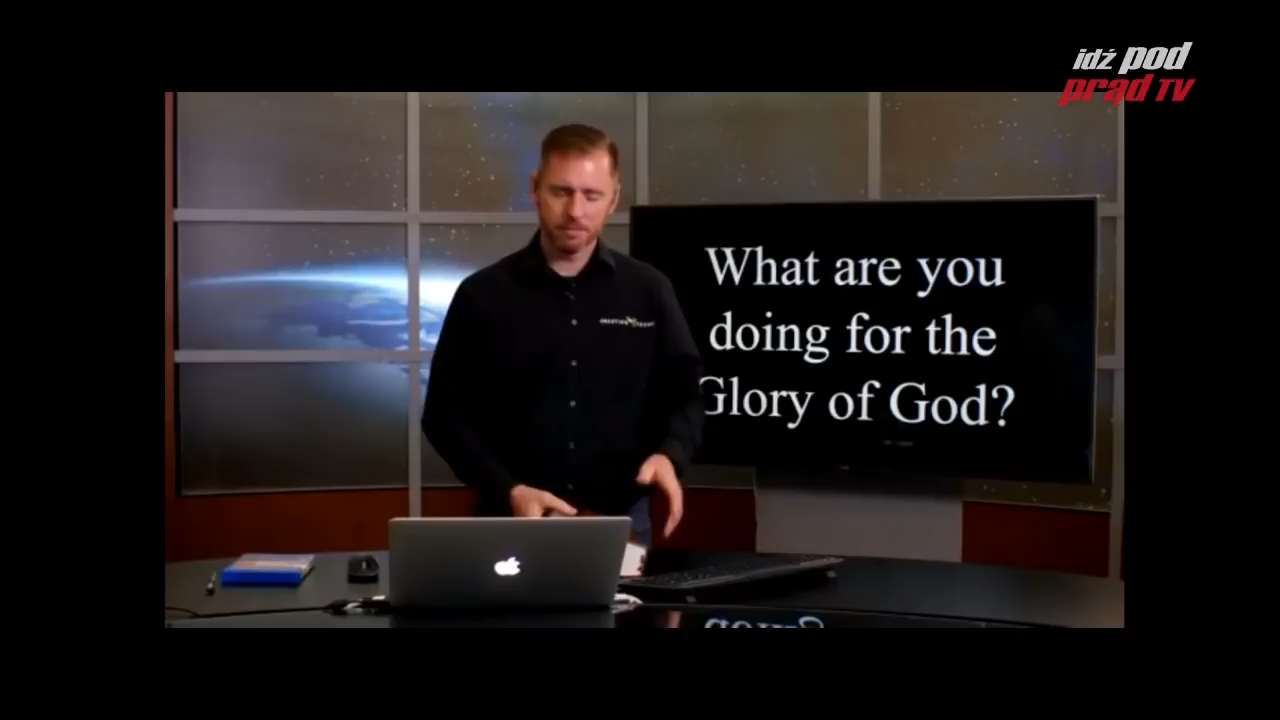 idź pod
prąd TV
What are you
doing for the
Glory of God?